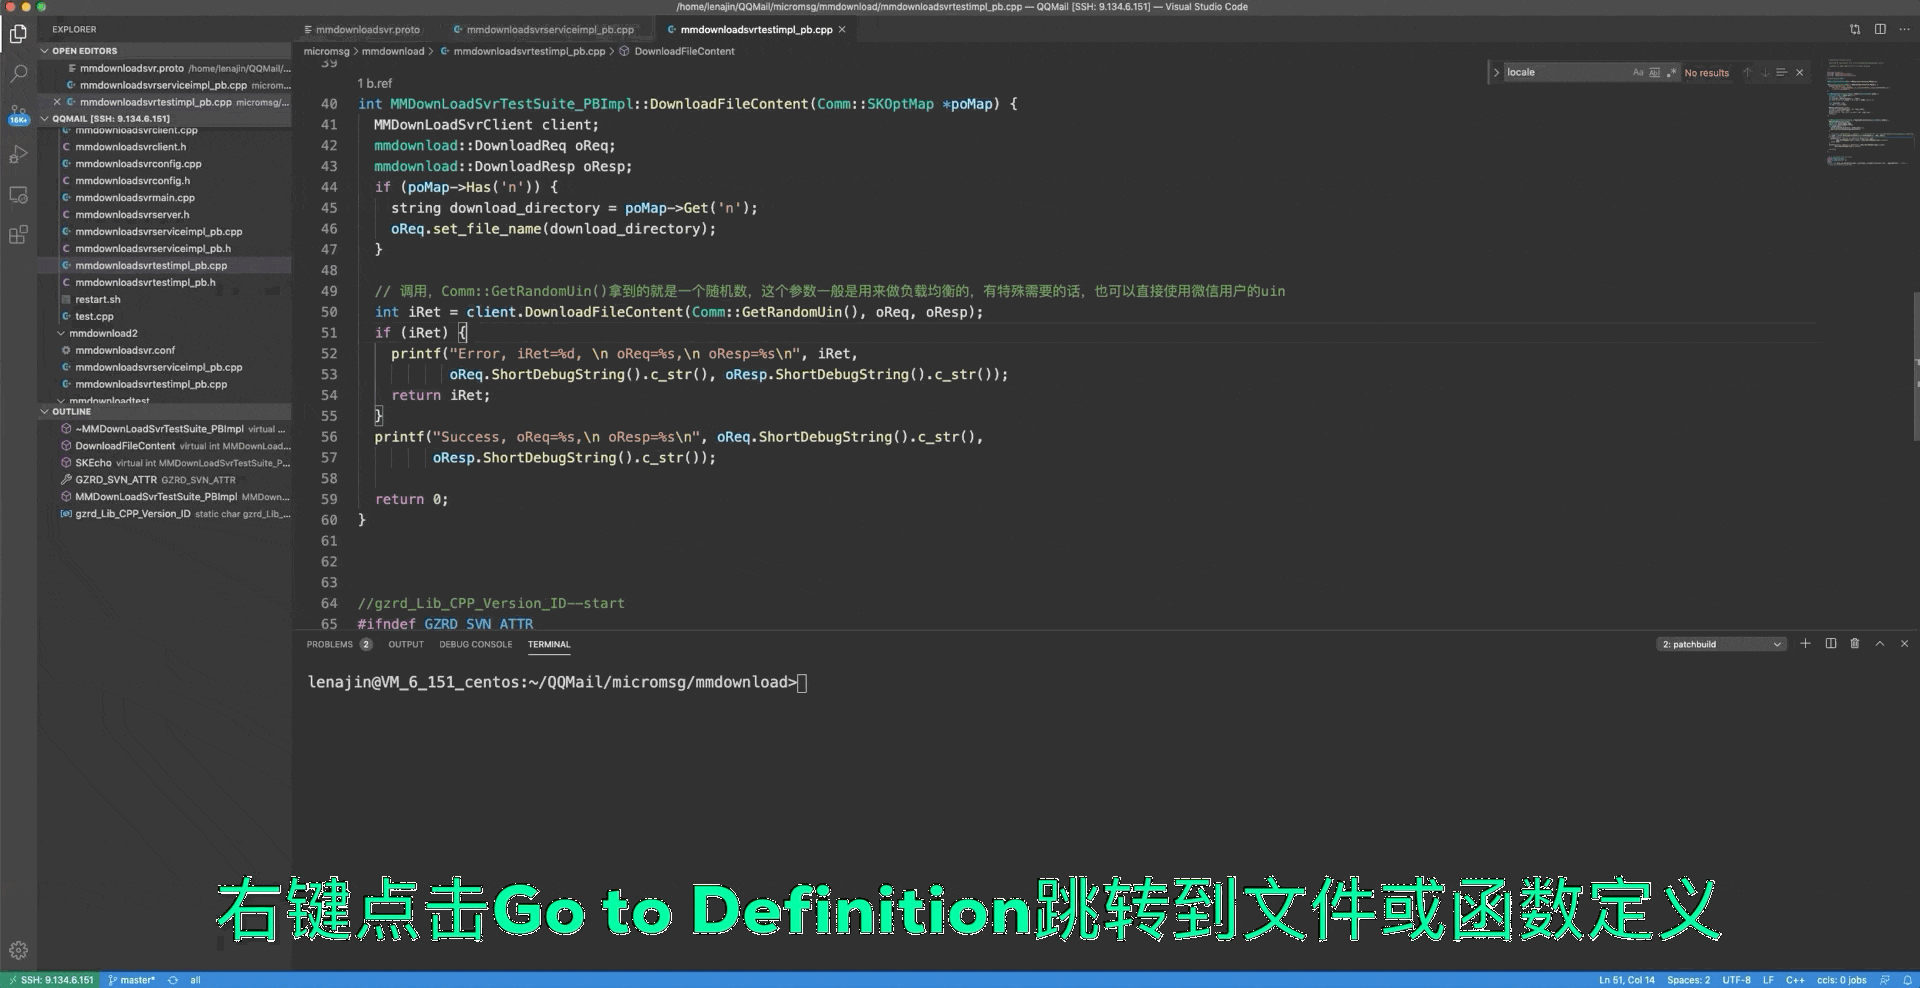 /home/lenajin/QQMail/micromsg/mmdownload/mmdownloadsvrtestimpl_pb.cpp — QQMail [SSH: 9.134.6.151] — Visual Studio Code
EXPLORER
OPEN EDITORS
mmdownloadsvr.proto /home/lenajin/QQMail/...
mmdownloadsvrserviceimpl_pb.cpp microm...
mmdownloadsvrtestimpl_pb.cpp micromsg/...
16K+
QQMAIL [SSH: 9.134.6.151]
mmdownloadsvrclient.cpp
mmdownloadsvrclient.h
mmdownloadsvrconfig.cpp
mmdownloadsvrconfig.h
mmdownloadsvrmain.cpp
mmdownloadsvrserver.h
mmdownloadsvrserviceimpl_pb.cpp
mmdownloadsvrserviceimpl_pb.h
mmdownloadsvrtestimpl_pb.cpp
mmdownloadsvrtestimpl_pb.h
restart.sh
test.cpp
mmdownload2
mmdownloadsvr.conf
mmdownloadsvrserviceimpl_pb.cpp
mmdownloadsvrtestimpl_pb.cpp
mmdownloadtest
OUTLINE
~MMDownLoadSvrTestSuite_PBImpl virtual ...
DownloadFileContent virtual int MMDownLoad...
SKEcho virtual int MMDownLoadSvrTestSuite_P...
GZRD_SVN_ATTR GZRD_SVN_ATTR
MMDownLoadSvrTestSuite_PBImpl MMDown...
gzrd_Lib_CPP_Version_ID static char gzrd_Lib_...
mmdownloadsvr.proto mmdownloadsvrserviceimpl_pb.cpp mmdownloadsvrtestimpl_pb.cpp
micromsg > mmdownload > mmdownloadsvrtestimpl_pb.cpp > DownloadFileContent
locale Aa Abl .* No results
39
1 b.ref
40 int MMDownLoadSvrTestSuite_PBImpl::DownloadFileContent(Comm::SKOptMap *poMap) {
41 MMDownLoadSvrClient client;
42 mmdownload::DownloadReq oReq;
43 mmdownload::DownloadResp oResp;
44 if (poMap->Has('n')) {
45 string download_directory = poMap->Get('n');
46 oReq.set_file_name(download_directory);
47 }
48
49 // 调用，Comm::GetRandomUin()拿到的就是一个随机数，这个参数一般是用来做负载均衡的，有特殊需要的话，也可以直接使用微信用户的uin
50 int iRet = client.DownloadFileContent(Comm::GetRandomUin(), oReq, oResp);
51 if (iRet) {
52 printf("Error, iRet=%d, \n oReq=%s,\n oResp=%s\n", iRet,
53 oReq.ShortDebugString().c_str(), oResp.ShortDebugString().c_str());
54 return iRet;
55 }
56 printf("Success, oReq=%s,\n oResp=%s\n", oReq.ShortDebugString().c_str(),
57 oResp.ShortDebugString().c_str());
58
59 return 0;
60 }
61
62
63
64 //gzrd_Lib_CPP_Version_ID--start
65 #ifndef GZRD_SVN_ATTR
PROBLEMS 2 OUTPUT DEBUG CONSOLE TERMINAL 2: patchbuild
lenajin@VM_6_151_centos:~/QQMail/micromsg/mmdownload>
右键点击Go to Definition跳转到文件或函数定义
SSH: 9.134.6.151 master* all Ln 51, Col 14 Spaces: 2 UTF-8 LF C++ ccls: 0 jobs